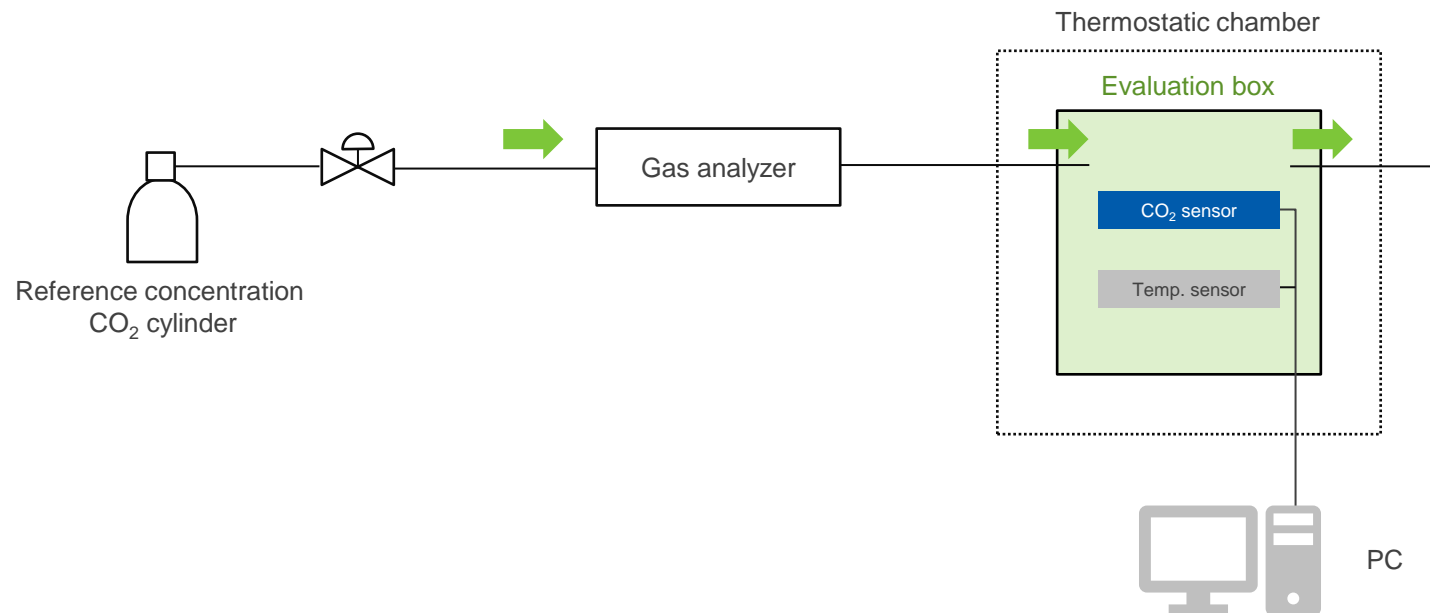 Thermostatic chamber
Evaluation box
Gas analyzer
CO₂ sensor
Temp. sensor
Reference concentration
CO₂ cylinder
PC